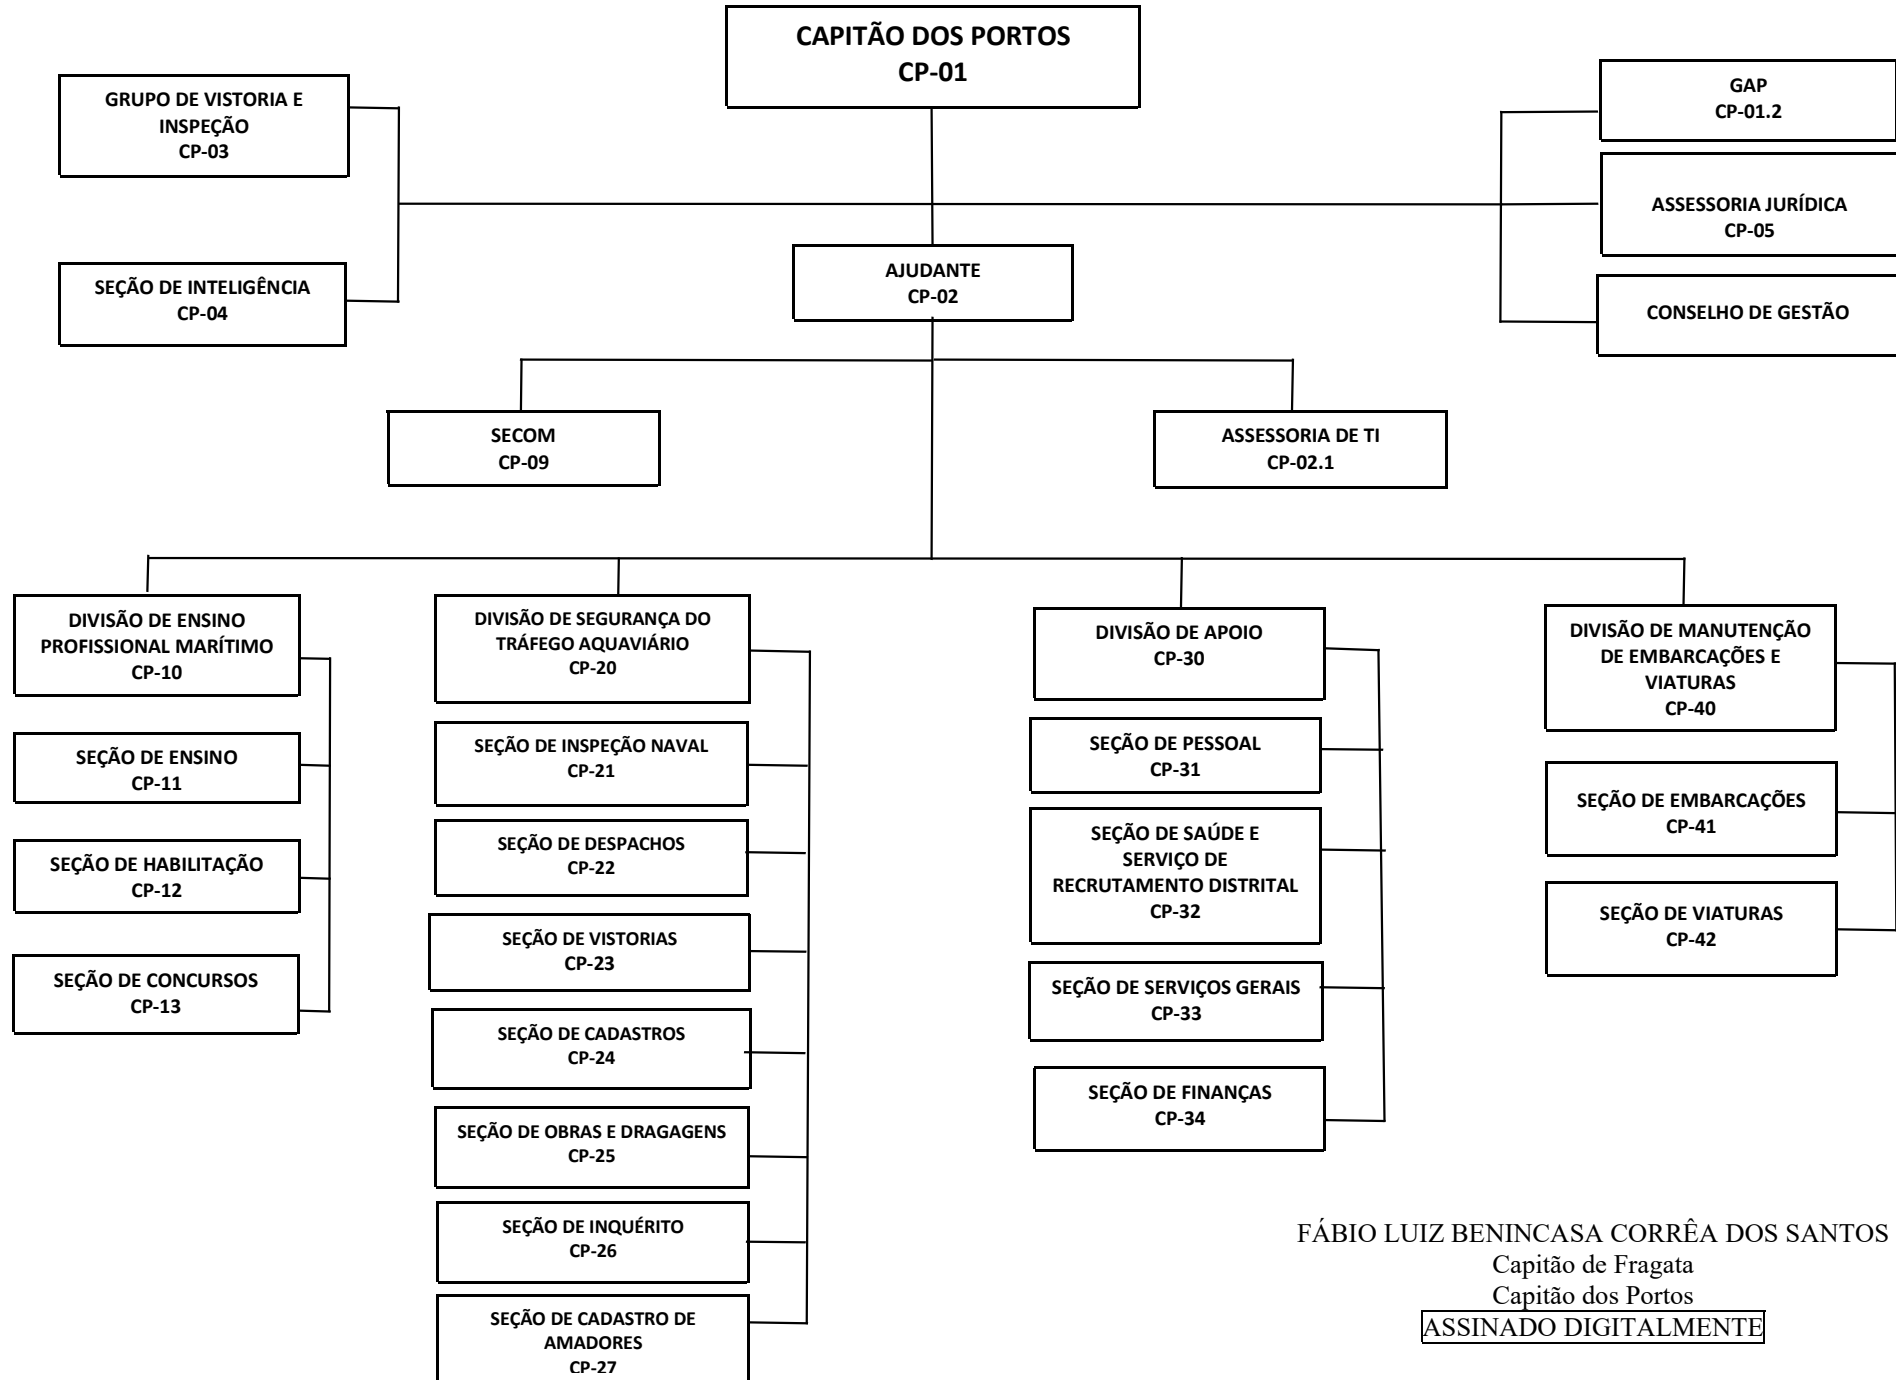 CAPITÃO DOS PORTOS
CP-01
GRUPO DE VISTORIA E
INSPEÇÃO
CP-03
GAP
CP-01.2
ASSESSORIA JURÍDICA
CP-05
SEÇÃO DE INTELIGÊNCIA
CP-04
AJUDANTE
CP-02
CONSELHO DE GESTÃO
SECOM
CP-09
ASSESSORIA DE TI
CP-02.1
DIVISÃO DE ENSINO
PROFISSIONAL MARÍTIMO
CP-10
SEÇÃO DE ENSINO
CP-11
SEÇÃO DE HABILITAÇÃO
CP-12
SEÇÃO DE CONCURSOS
CP-13
DIVISÃO DE SEGURANÇA DO
TRÁFEGO AQUAVIÁRIO
CP-20
SEÇÃO DE INSPEÇÃO NAVAL
CP-21
SEÇÃO DE DESPACHOS
CP-22
SEÇÃO DE VISTORIAS
CP-23
SEÇÃO DE CADASTROS
CP-24
SEÇÃO DE OBRAS E DRAGAGENS
CP-25
SEÇÃO DE INQUÉRITO
CP-26
SEÇÃO DE CADASTRO DE
AMADORES
CP-27
DIVISÃO DE APOIO
CP-30
SEÇÃO DE PESSOAL
CP-31
SEÇÃO DE SAÚDE E
SERVIÇO DE
RECRUTAMENTO DISTRITAL
CP-32
SEÇÃO DE SERVIÇOS GERAIS
CP-33
SEÇÃO DE FINANÇAS
CP-34
DIVISÃO DE MANUTENÇÃO
DE EMBARCAÇÕES E
VIATURAS
CP-40
SEÇÃO DE EMBARCAÇÕES
CP-41
SEÇÃO DE VIATURAS
CP-42
FÁBIO LUIZ BENINCASA CORRÊA DOS SANTOS
Capitão de Fragata
Capitão dos Portos
ASSINADO DIGITALMENTE